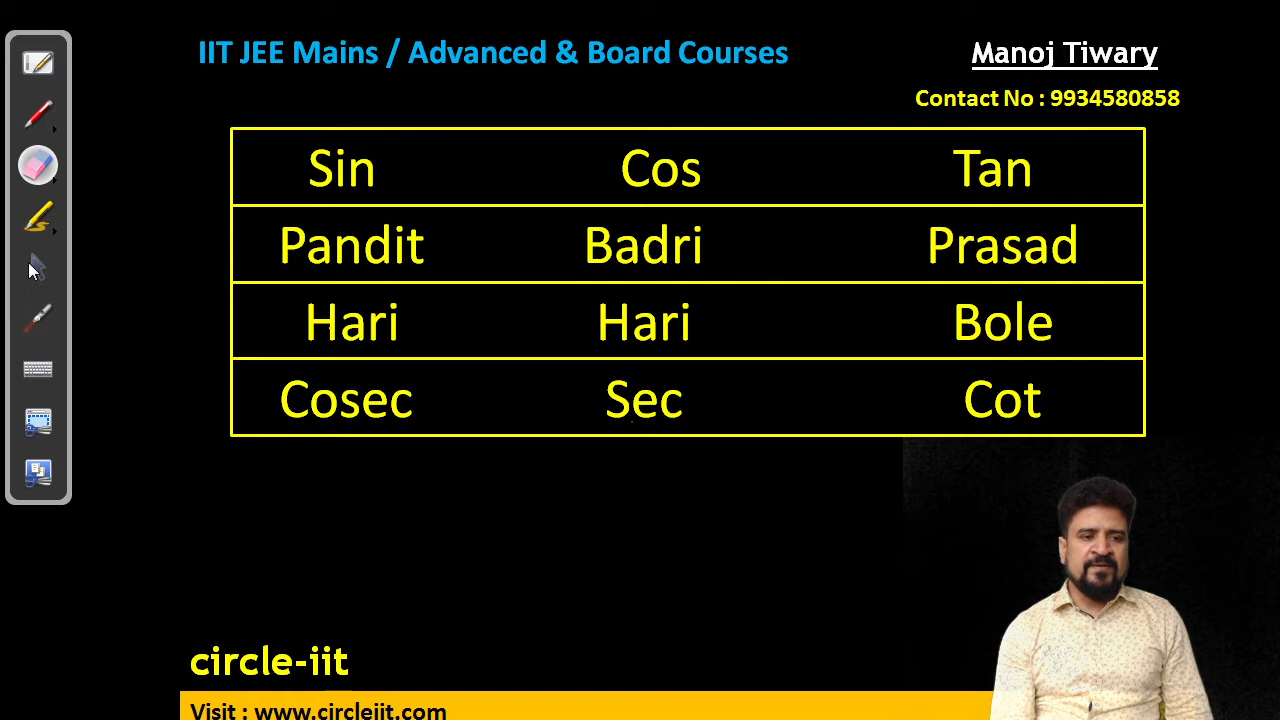 IIT JEE Mains / Advanced & Board Courses
Manoj Tiwary
Contact No : 9934580858
Sin Cos Tan
Pandit Badri Prasad
Hari Hari Bole
Cosec Sec Cot
circle-iit
Visit : www.circleiit.com